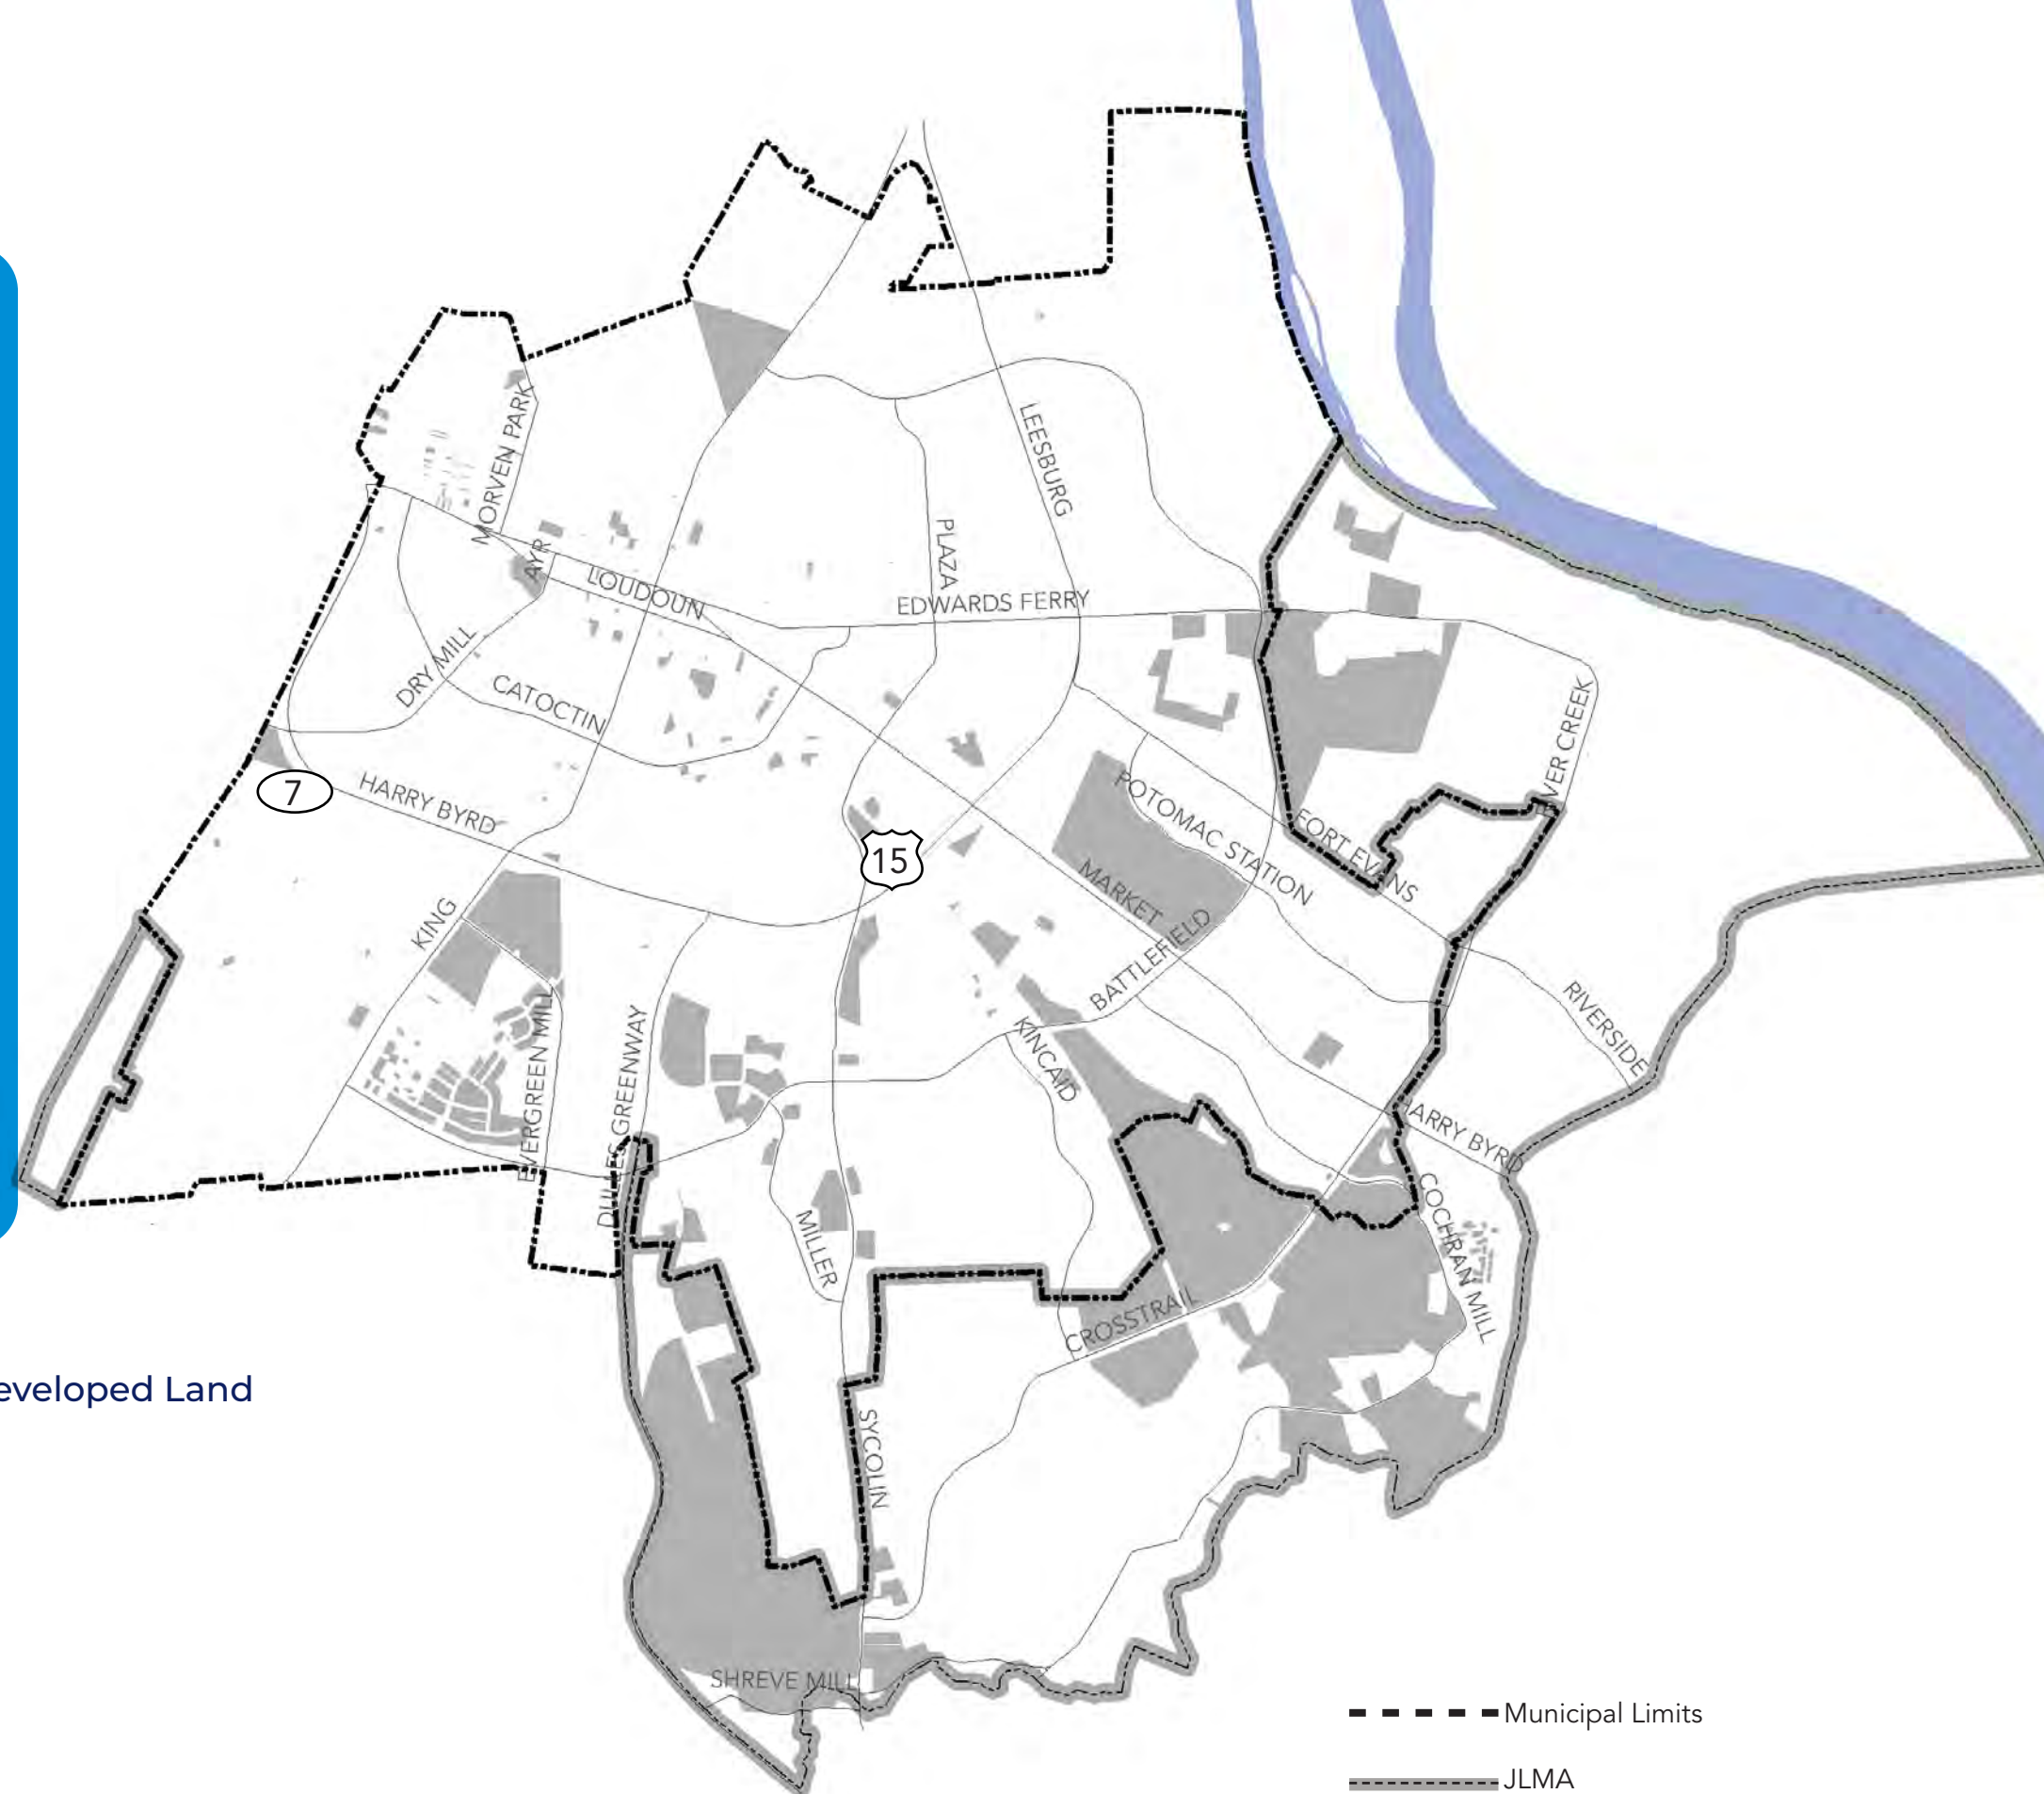 MORVEN PARK
LEESBURG
PLAZA
AYR
LOUDOUN
EDWARDS FERRY
DRY MILL
CATOCTIN
7
HARRY BYRD
15
POTOMAC STATION
FORT EVANS
VER CREEK
MARKET
KING
BATTLEFIELD
EVERGREEN MILL
DULLES GREENWAY
KINCAID
RIVERSIDE
HARRY BYRD
COCHRAN MILL
MILLER
CROSSTRAIL
eveloped Land
SYCOLIN
SHREVE MILL
Municipal Limits
JLMA